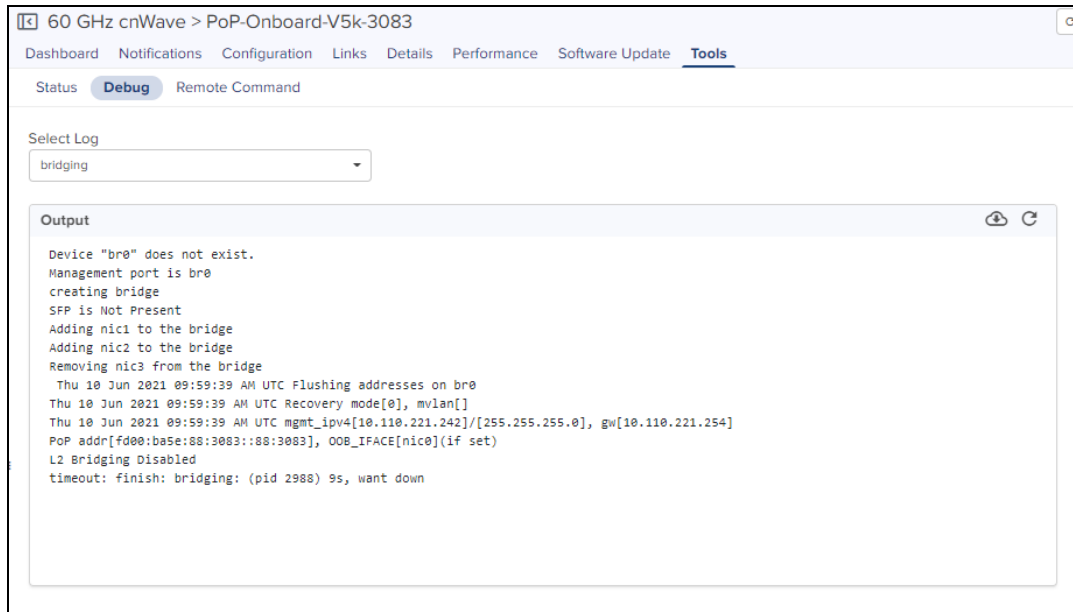 60 GHz cnWave > PoP-Onboard-V5k-3083
Dashboard Notifications Configuration Links Details Performance Software Update Tools
Status Debug Remote Command
Select Log
bridging
Output
Device "br0" does not exist.
Management port is br0
creating bridge
SFP is Not Present
Adding nic1 to the bridge
Adding nic2 to the bridge
Removing nic3 from the bridge
Thu 10 Jun 2021 09:59:39 AM UTC Flushing addresses on br0
Thu 10 Jun 2021 09:59:39 AM UTC Recovery mode[0], mvlan[]
Thu 10 Jun 2021 09:59:39 AM UTC mgmt_ipv4[10.110.221.242]/[255.255.255.0], gw[10.110.221.254]
PoP addr[fd00:ba5e:88:3083::88:3083], OOB_IFACE[nic0](if set)
L2 Bridging Disabled
timeout: finish: bridging: (pid 2988) 9s, want down